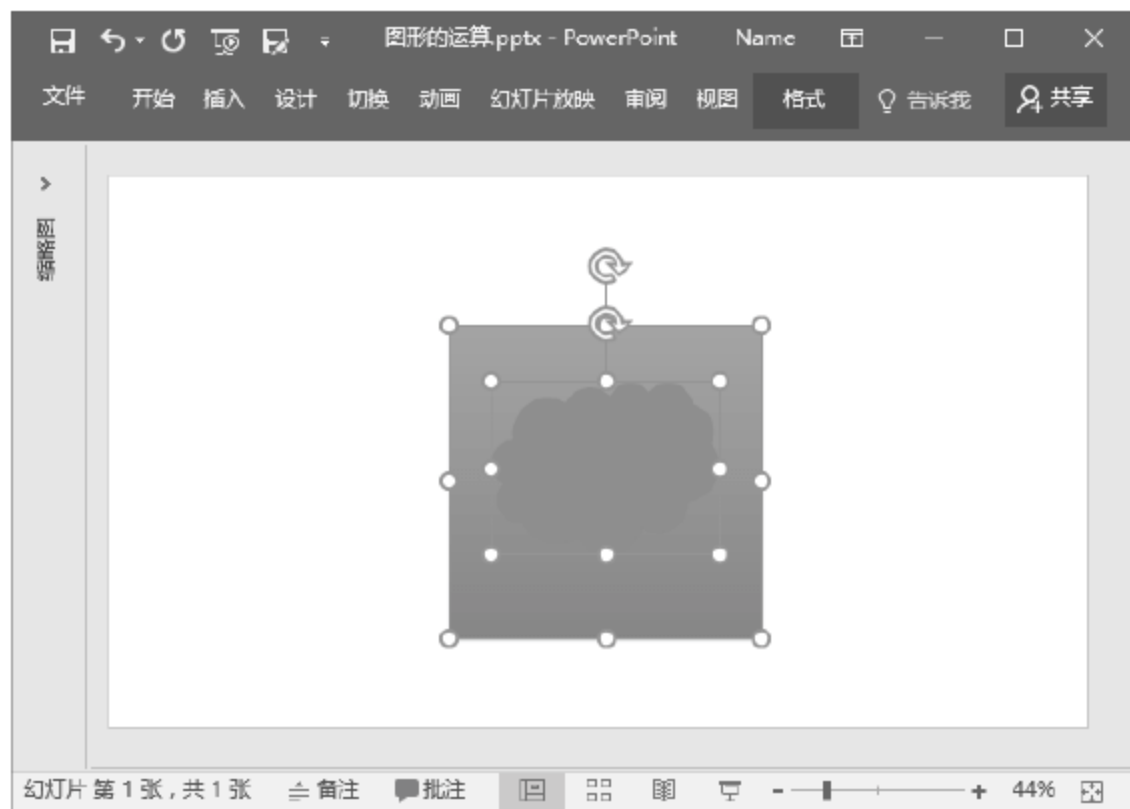 图形的运算.pptx - PowerPoint Name
文件 开始 插入 设计 切换 动画 幻灯片放映 审阅 视图 格式 告诉我 共享
缩略图
幻灯片 第 1 张，共 1 张 备注 批注 - + 44%